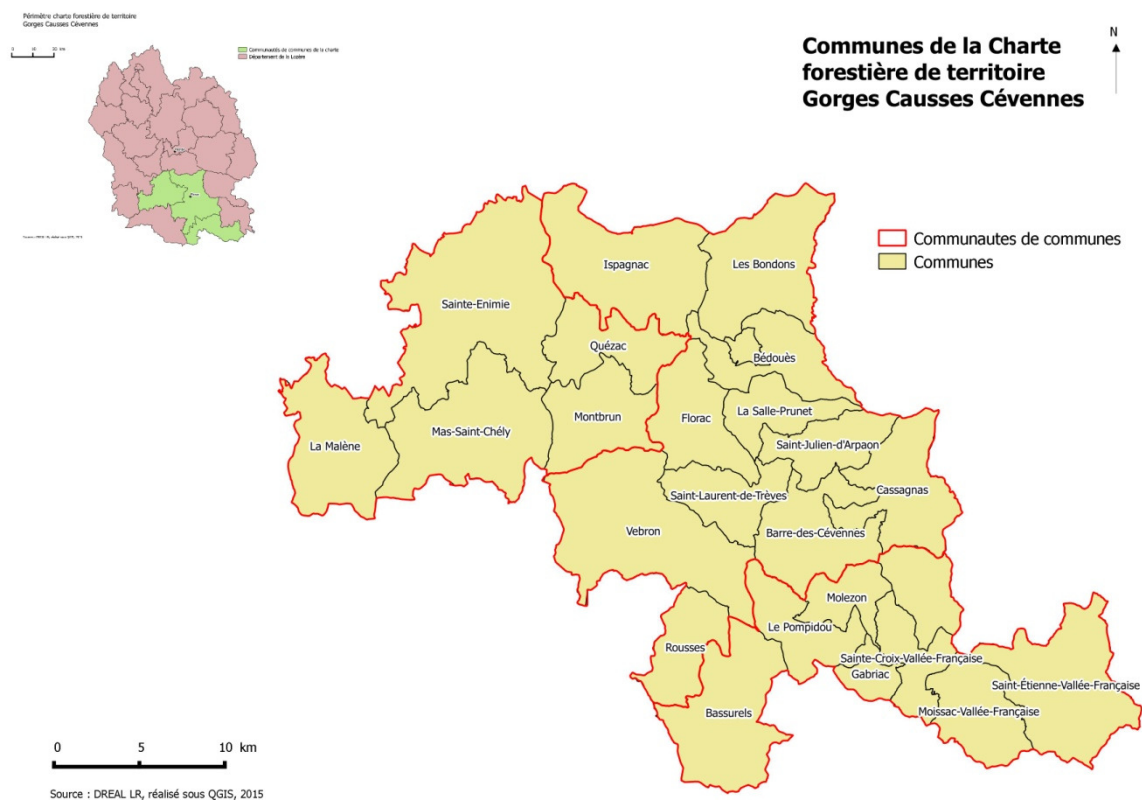 Périmètre charte forestière de territoire
Gorges Causses Cévennes
Communautés de communes de la charte
Département de la Lozère
Communes de la Charte
forestière de territoire
Gorges Causses Cévennes
N
Communautes de communes
Communes
Ispagnac
Les Bondons
Sainte-Enimie
Quézac
Bédouès
La Salle-Prunet
Montbrun
Florac
Mas-Saint-Chély
La Malène
Saint-Julien-d'Arpaon
Cassagnas
Saint-Laurent-de-Trèves
Vebron
Barre-des-Cévennes
Molezon
Le Pompidou
Rousses
Sainte-Croix-Vallée-Française
Gabriac
Saint-Étienne-Vallée-Française
Bassurels
Moissac-Vallée-Française
0 5 10 km
Source : DREAL LR, réalisé sous QGIS, 2015